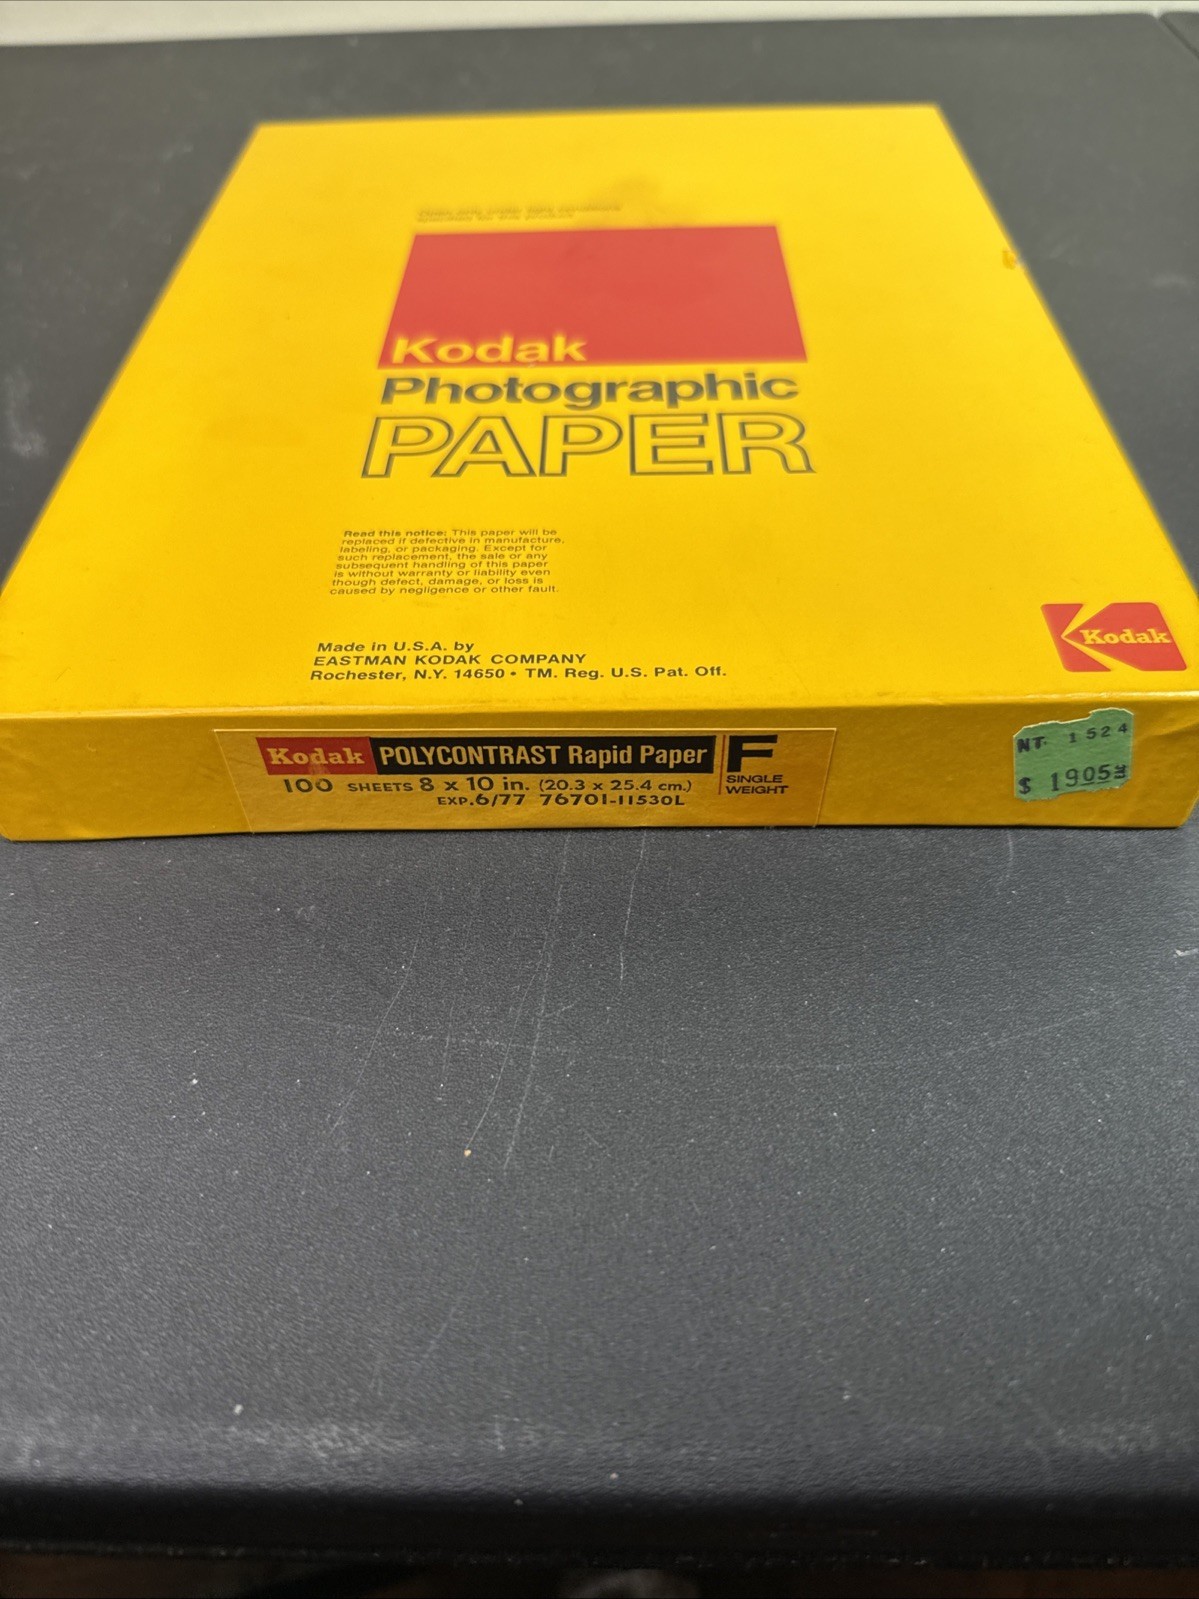 Kodak
Photographic
PAPER
Read this notice: This paper will be
replaced if defective in manufacture,
labeling, or packaging. Except for
such replacement, the sale or any
subsequent handling of this paper
is without warranty or liability even
though defect, damage, or loss is
caused by negligence or other fault.
Made in U.S.A. by
EASTMAN KODAK COMPANY
Rochester, N.Y. 14650 • TM. Reg. U.S. Pat. Off.
Kodak
Kodak POLYCONTRAST Rapid Paper
F
SINGLE
WEIGHT
100 SHEETS 8 x 10 in. (20.3 x 25.4 cm.)
EXP. 6/77 76701-11530L
NT. 1524
$ 1905